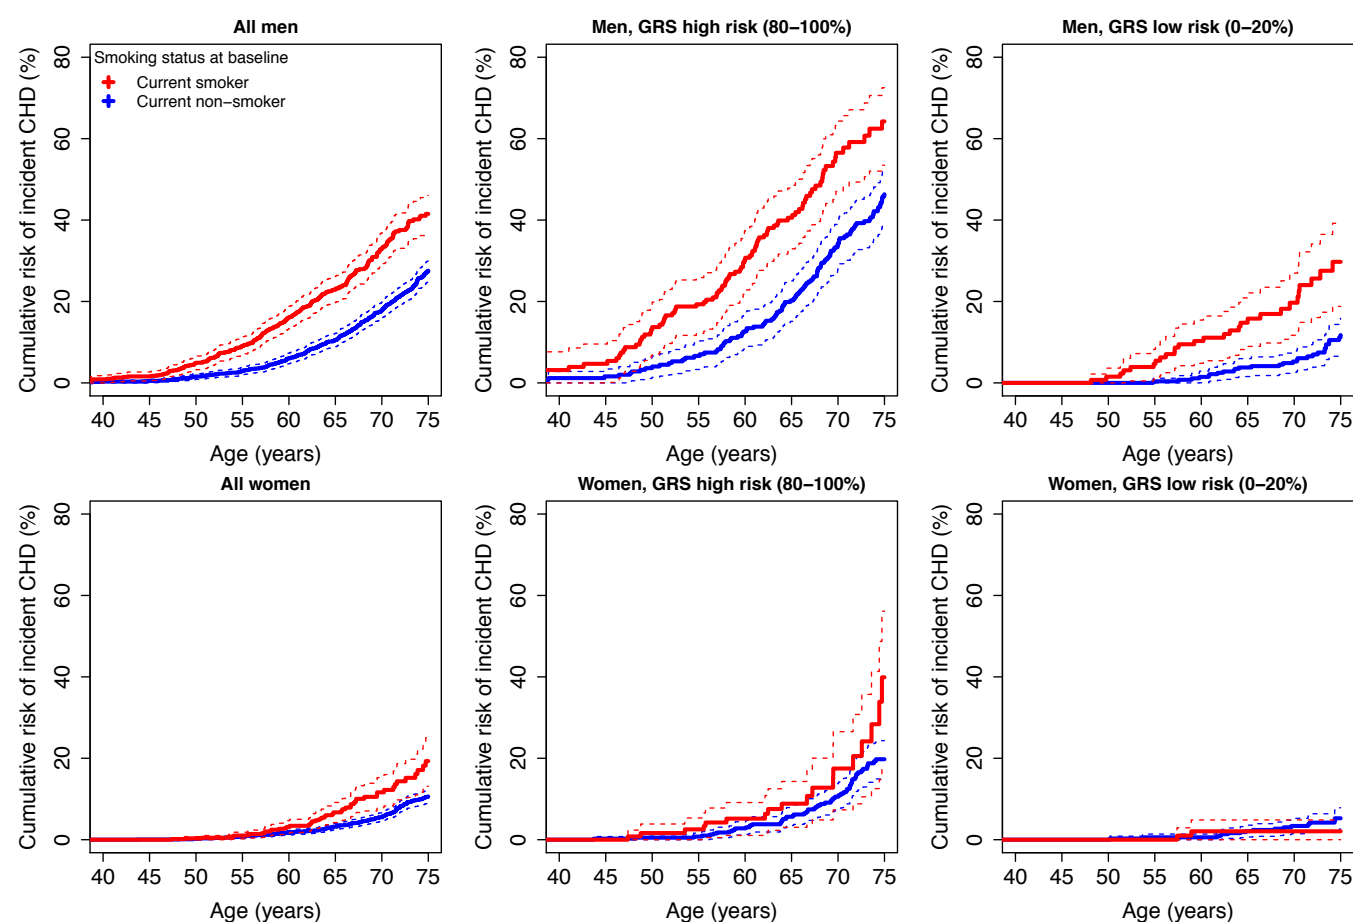 All men
Cumulative risk of incident CHD (%)
80
60
40
20
0
Smoking status at baseline
Current smoker
Current non−smoker
40 45 50 55 60 65 70 75
Age (years)
Men, GRS high risk (80−100%)
Cumulative risk of incident CHD (%)
80
60
40
20
0
40 45 50 55 60 65 70 75
Age (years)
Men, GRS low risk (0−20%)
Cumulative risk of incident CHD (%)
80
60
40
20
0
40 45 50 55 60 65 70 75
Age (years)
All women
Cumulative risk of incident CHD (%)
80
60
40
20
0
40 45 50 55 60 65 70 75
Age (years)
Women, GRS high risk (80−100%)
Cumulative risk of incident CHD (%)
80
60
40
20
0
40 45 50 55 60 65 70 75
Age (years)
Women, GRS low risk (0−20%)
Cumulative risk of incident CHD (%)
80
60
40
20
0
40 45 50 55 60 65 70 75
Age (years)